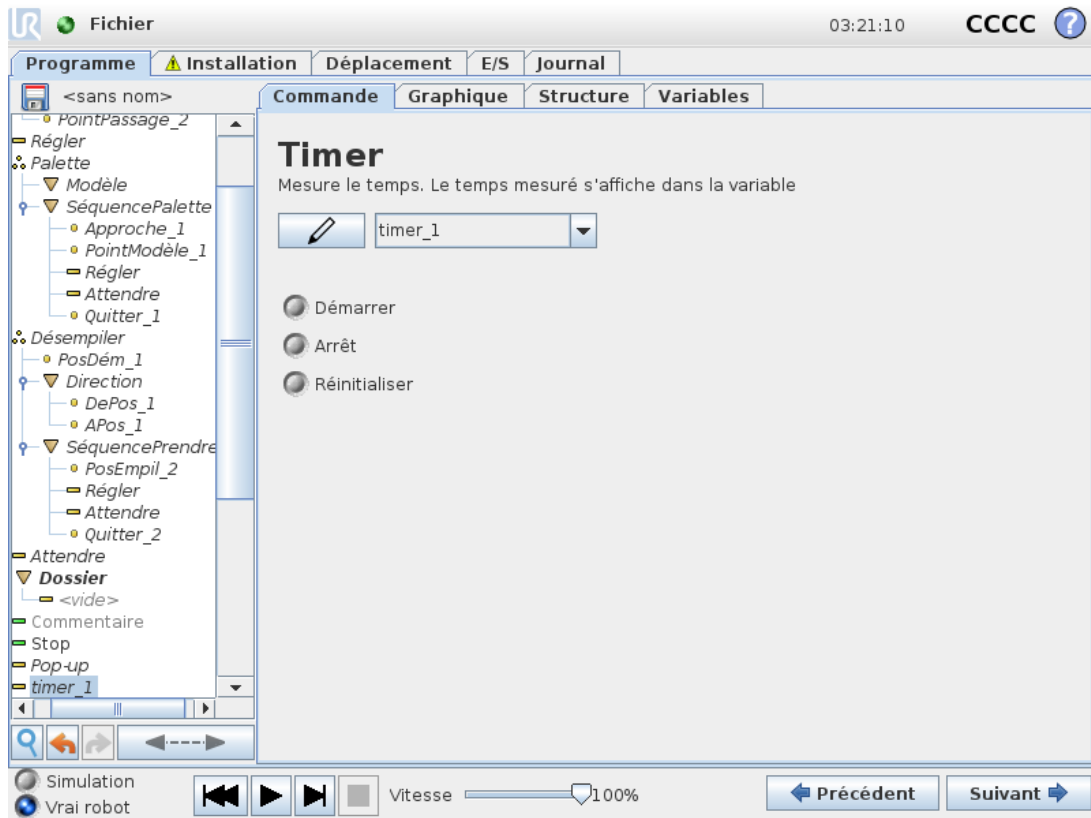 UR Fichier 03:21:10 CCCC ?
Programme Installation Déplacement E/S Journal
<sans nom> Commande Graphique Structure Variables
PointPassage_2
Régler
Palette
Modèle
SéquencePalette
Approche_1
PointModèle_1
Régler
Attendre
Quitter_1
Désempiler
PosDém_1
Direction
DePos_1
APos_1
SéquencePrendre
PosEmpil_2
Régler
Attendre
Quitter_2
Attendre
Dossier
<vide>
Commentaire
Stop
Pop-up
timer_1
Timer
Mesure le temps. Le temps mesuré s'affiche dans la variable
timer_1
Démarrer
Arrêt
Réinitialiser
Simulation
Vrai robot
Vitesse 100%
Précédent Suivant